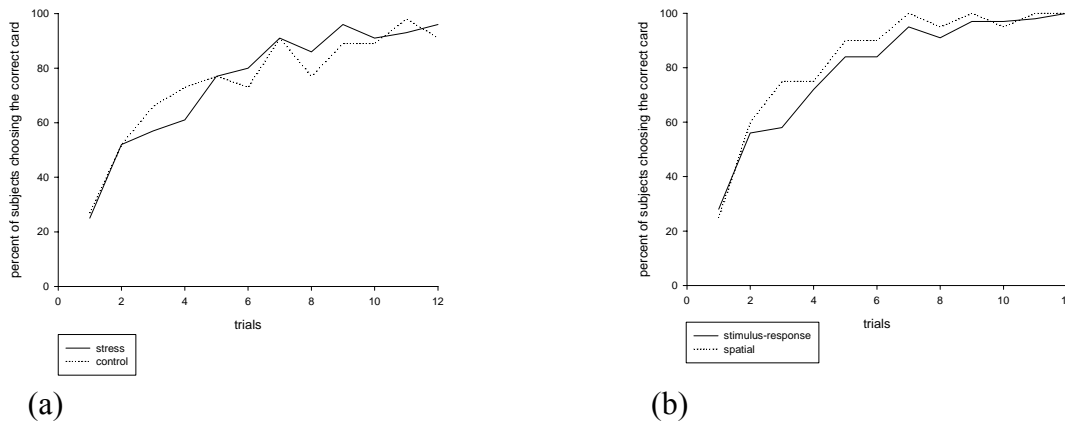 percent of subjects choosing the correct card
100
80
60
40
20
0
0 2 4 6 8 10 12
trials
stress
control
(a)
percent of subjects choosing the correct card
100
80
60
40
20
0
0 2 4 6 8 10 1
trials
stimulus-response
spatial
(b)